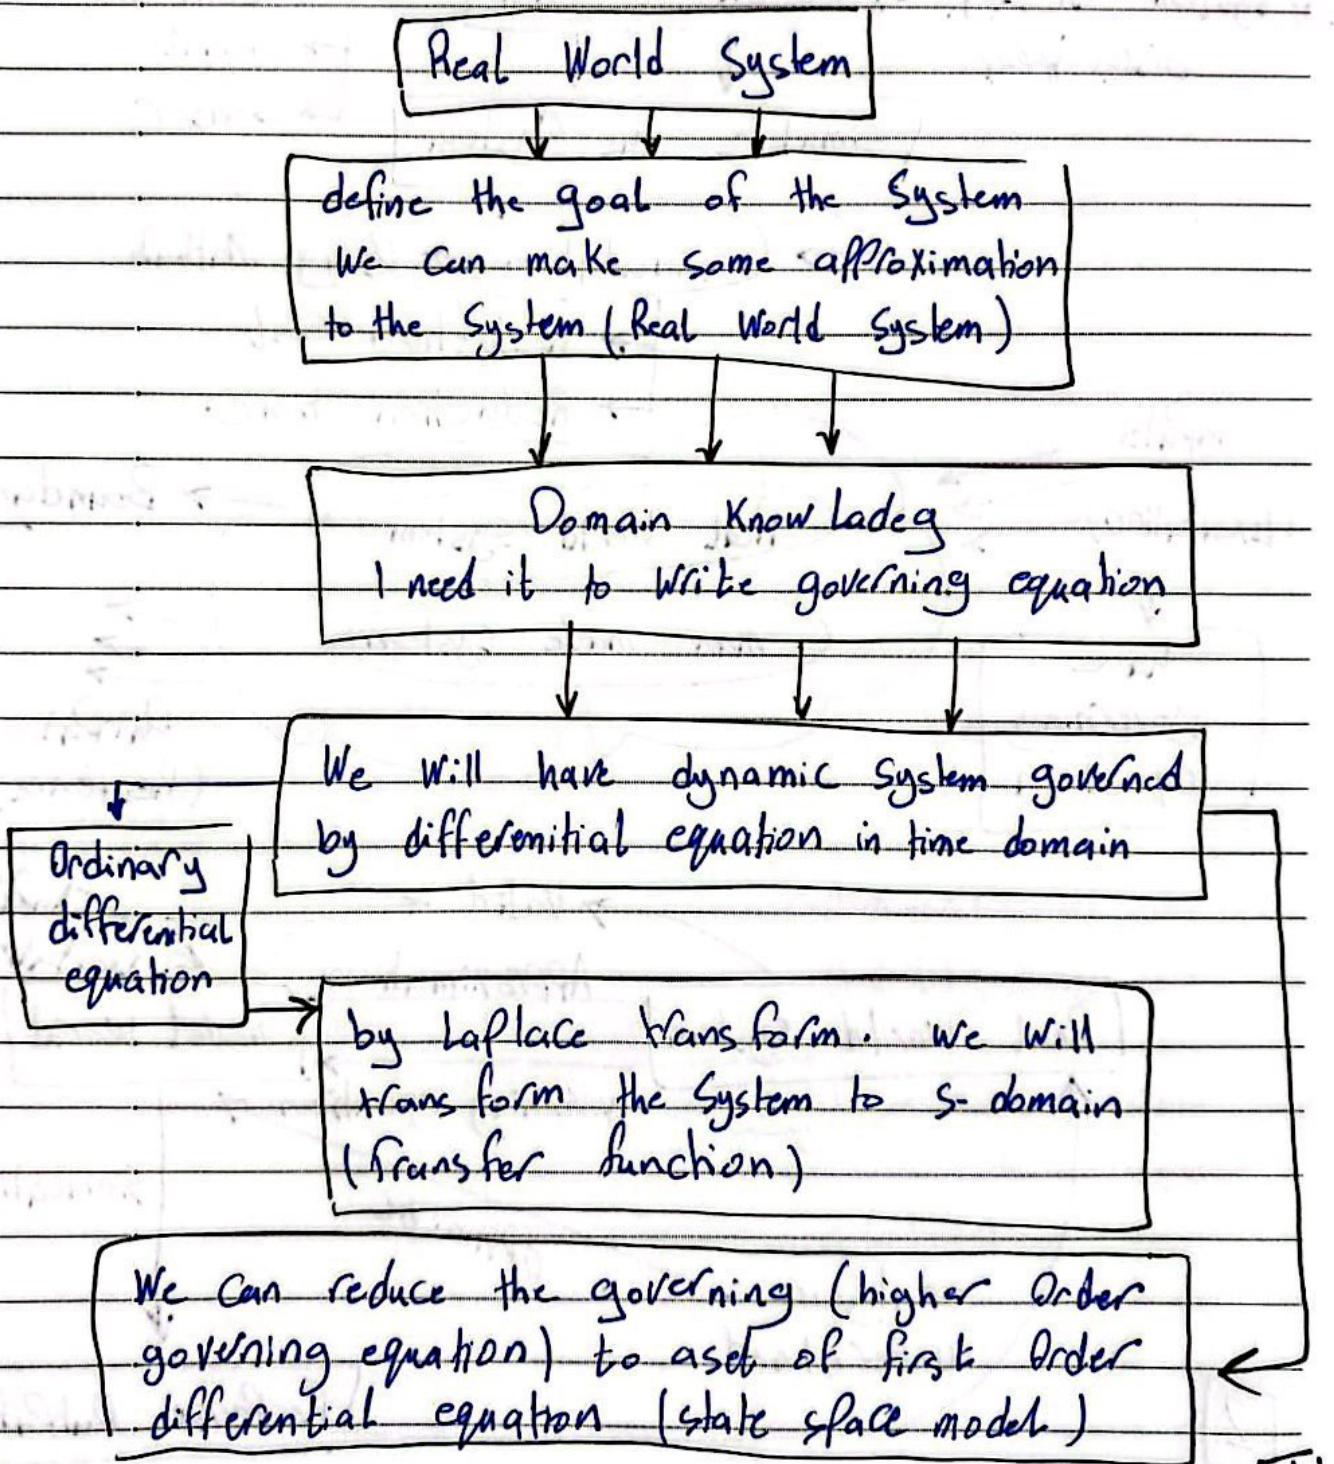 Real World System
define the goal of the System
We Can make some approximation
to the System (Real World System)
Domain Know Ladeg
I need it to Write governing equation
We Will have dynamic System governed
by differenitial equation in time domain
Ordinary
differential
equation
by Laplace transform. We Will
transform the System to S-domain
(Transfer function)
We Can reduce the governing (higher Order
governing equation) to aset of first Order
differential equation (state space model)